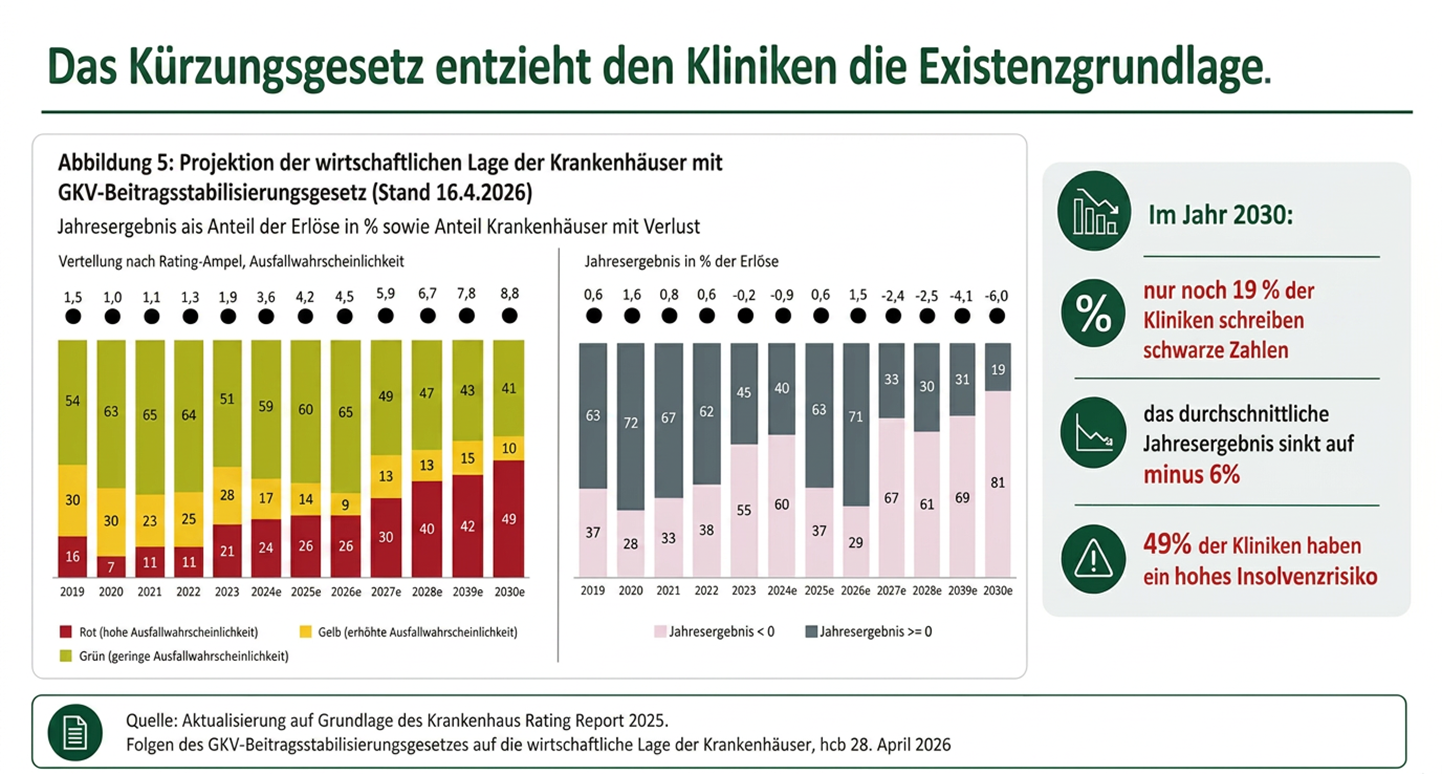 Das Kürzungsgesetz entzieht den Kliniken die Existenzgrundlage.
Abbildung 5: Projektion der wirtschaftlichen Lage der Krankenhäuser mit
GKV-Beitragsstabilisierungsgesetz (Stand 16.4.2026)
Jahresergebnis ais Anteil der Erlöse in % sowie Anteil Krankenhäuser mit Verlust
Vertellung nach Rating-Ampel, Ausfallwahrscheinlichkeit
1,5 1,0 1,1 1,3 1,9 3,6 4,2 4,5 5,9 6,7 7,8 8,8
54 63 65 64 51 59 60 65 49 47 43 41
30 30 23 25 28 17 14 9 13 13 15 10
16 7 11 11 21 24 26 26 30 40 42 49
2019 2020 2021 2022 2023 2024e 2025e 2026e 2027e 2028e 2039e 2030e
Rot (hohe Ausfallwahrscheinlichkeit) Gelb (erhöhte Ausfallwahrscheinlichkeit)
Grün (geringe Ausfallwahrscheinlichkeit)
Jahresergebnis in % der Erlöse
0,6 1,6 0,8 0,6 -0,2 -0,9 0,6 1,5 -2,4 -2,5 -4,1 -6,0
63 72 67 62 45 40 63 71 33 30 31 19
37 28 33 38 55 60 37 29 67 61 69 81
2019 2020 2021 2022 2023 2024e 2025e 2026e 2027e 2028e 2039e 2030e
Jahresergebnis < 0 Jahresergebnis >= 0
Im Jahr 2030:
%
nur noch 19 % der
Kliniken schreiben
schwarze Zahlen
das durchschnittliche
Jahresergebnis sinkt auf
minus 6%
49% der Kliniken haben
ein hohes Insolvenzrisiko
Quelle: Aktualisierung auf Grundlage des Krankenhaus Rating Report 2025.
Folgen des GKV-Beitragsstabilisierungsgesetzes auf die wirtschaftliche Lage der Krankenhäuser, hcb 28. April 2026